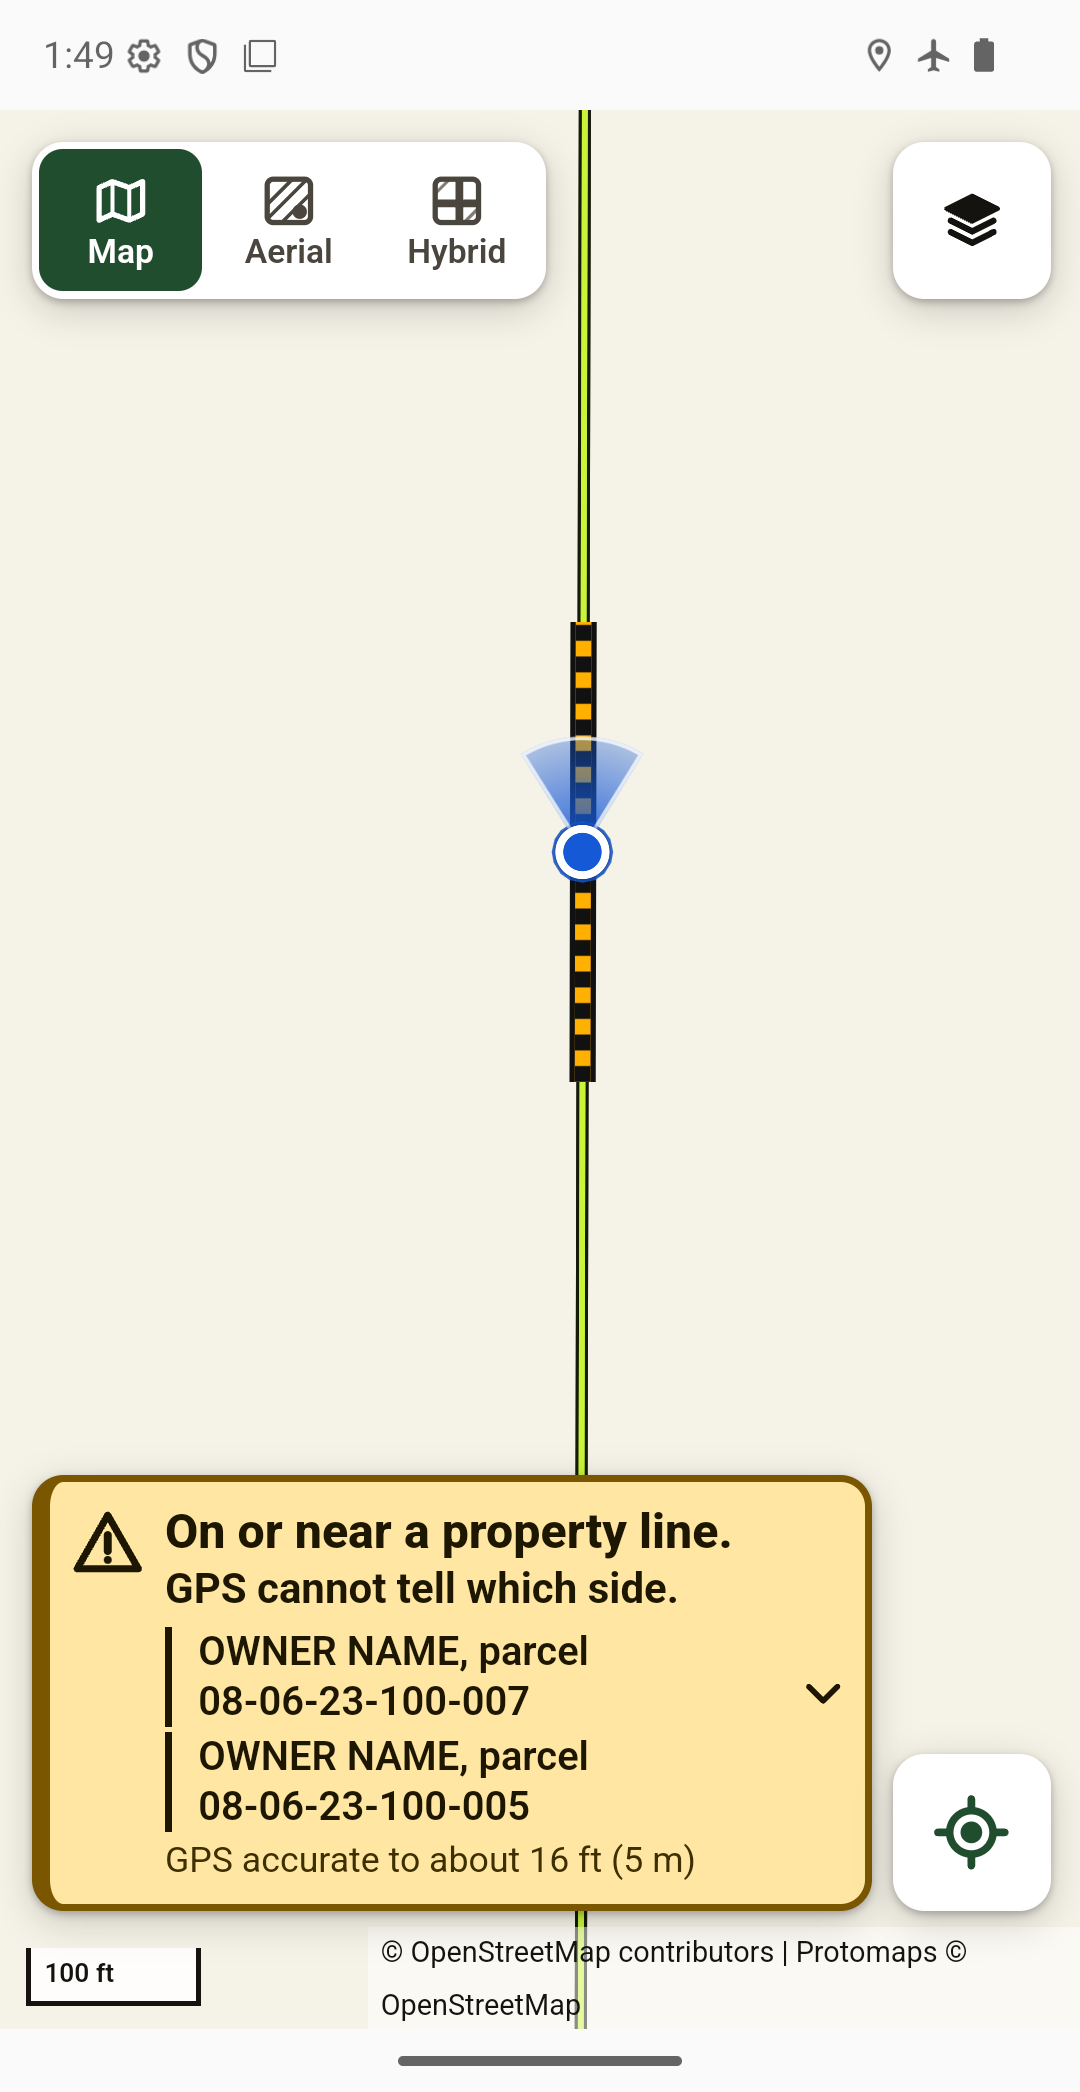 1:49
Map
Aerial
Hybrid
On or near a property line.
GPS cannot tell which side.
OWNER NAME, parcel
08-06-23-100-007
OWNER NAME, parcel
08-06-23-100-005
GPS accurate to about 16 ft (5 m)
100 ft
© OpenStreetMap contributors | Protomaps ©
OpenStreetMap